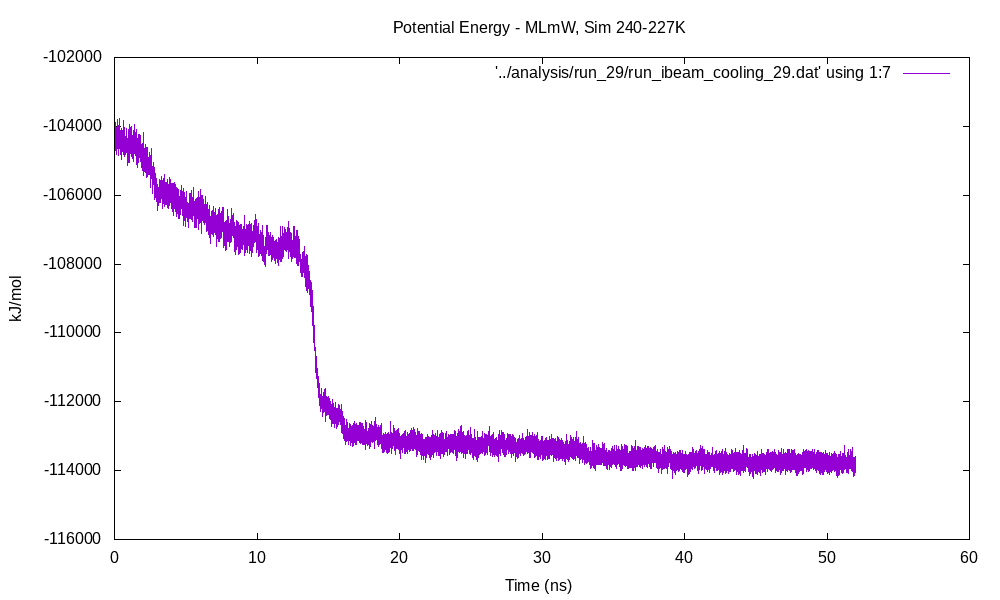 Potential Energy - MLmW, Sim 240-227K
'../analysis/run_29/run_ibeam_cooling_29.dat' using 1:7
-102000
-104000
-106000
-108000
-110000
-112000
-114000
-116000
kJ/mol
0 10 20 30 40 50 60
Time (ns)